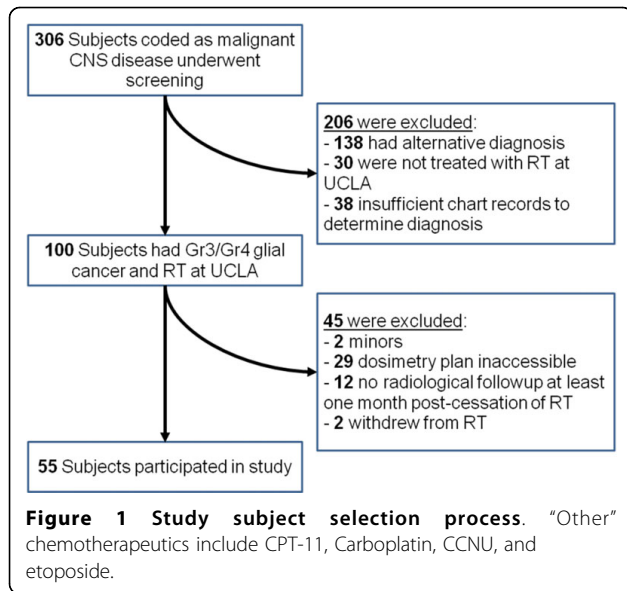 306 Subjects coded as malignant
CNS disease underwent
screening
206 were excluded:
- 138 had alternative diagnosis
- 30 were not treated with RT at
UCLA
- 38 insufficient chart records to
determine diagnosis
100 Subjects had Gr3/Gr4 glial
cancer and RT at UCLA
45 were excluded:
- 2 minors
- 29 dosimetry plan inaccessible
- 12 no radiological followup at least
one month post-cessation of RT
- 2 withdrew from RT
55 Subjects participated in study
Figure 1 Study subject selection process. "Other"
chemotherapeutics include CPT-11, Carboplatin, CCNU, and
etoposide.